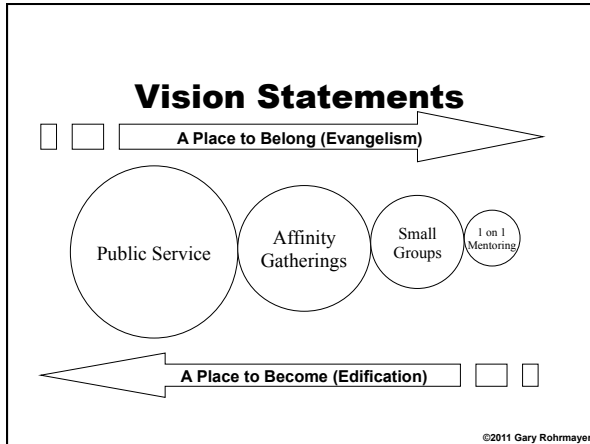 Vision Statements
A Place to Belong (Evangelism)
Public Service
Affinity
Gatherings
Small
Groups
1 on 1
Mentoring
A Place to Become (Edification)
©2011 Gary Rohrmayer